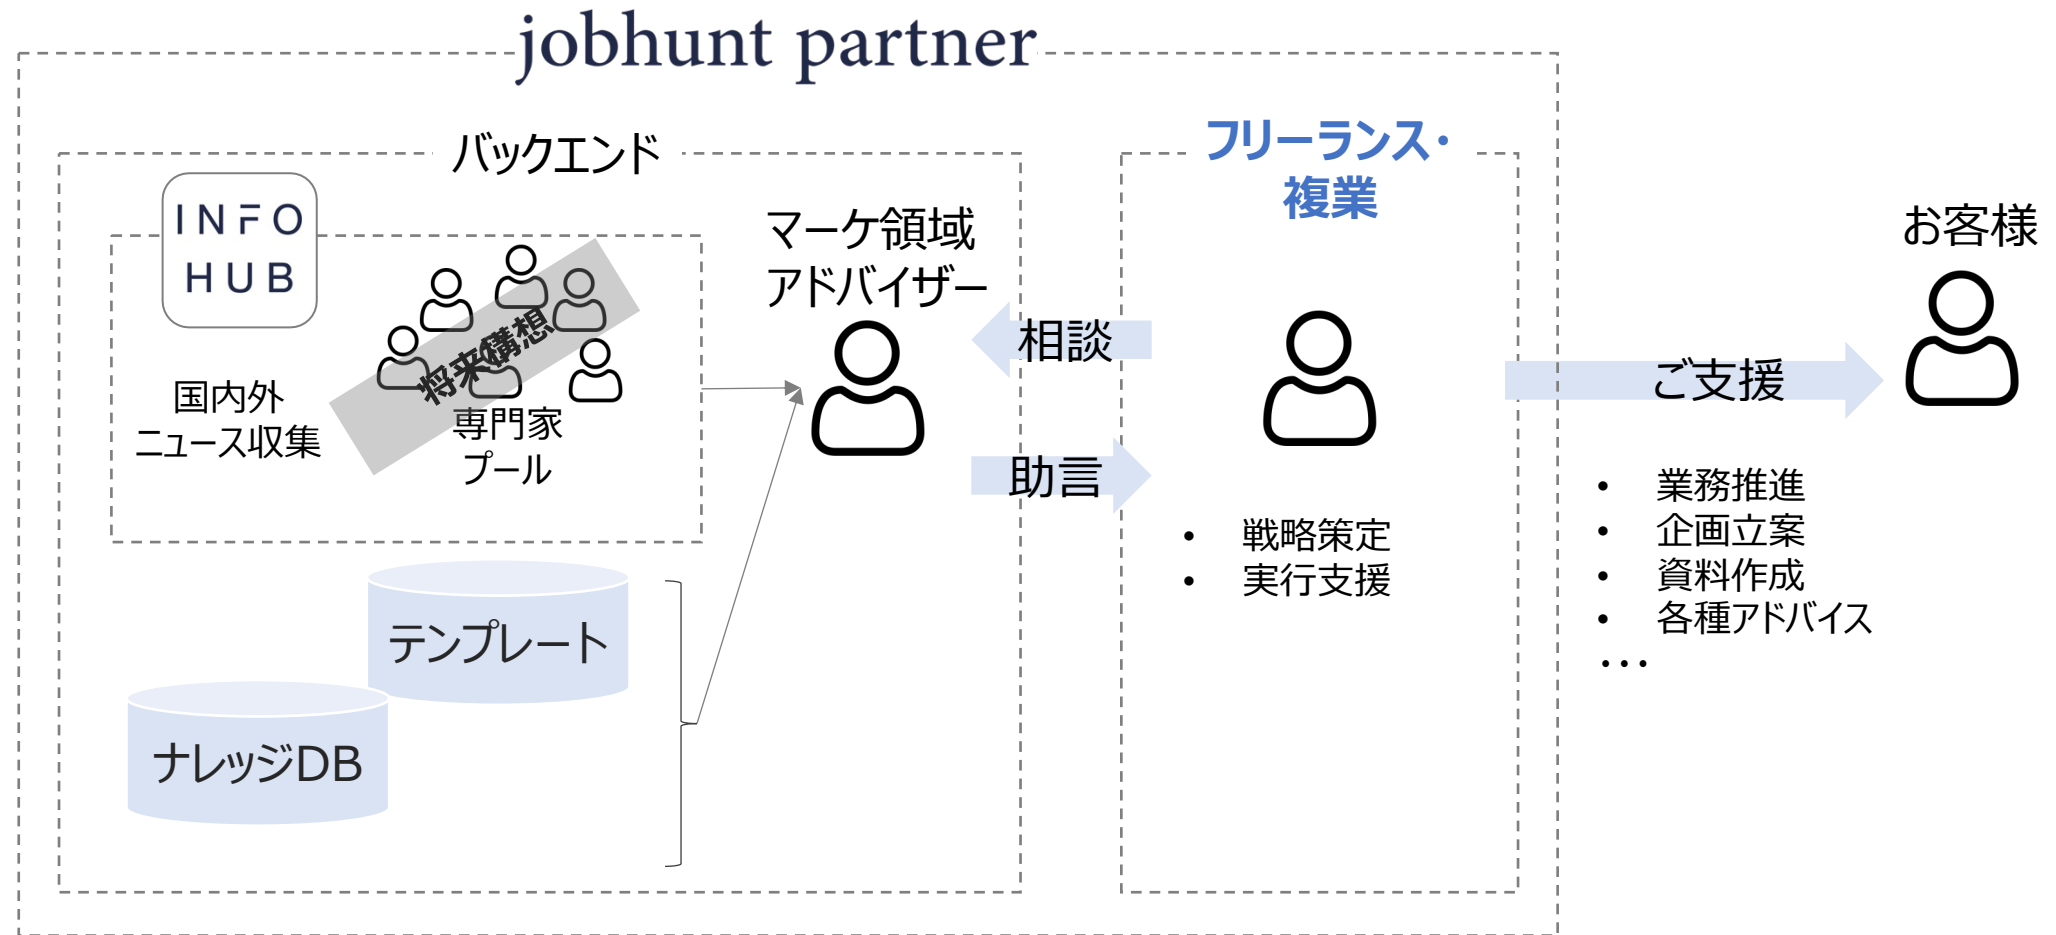 jobhunt partner
バックエンド
INFO
HUB
将来構想
国内外
ニュース収集
専門家
プール
テンプレート
ナレッジDB
マーケ領域
アドバイザー
相談
助言
フリーランス・
複業
• 戦略策定
• 実行支援
ご支援
お客様
• 業務推進
• 企画立案
• 資料作成
• 各種アドバイス
・・・